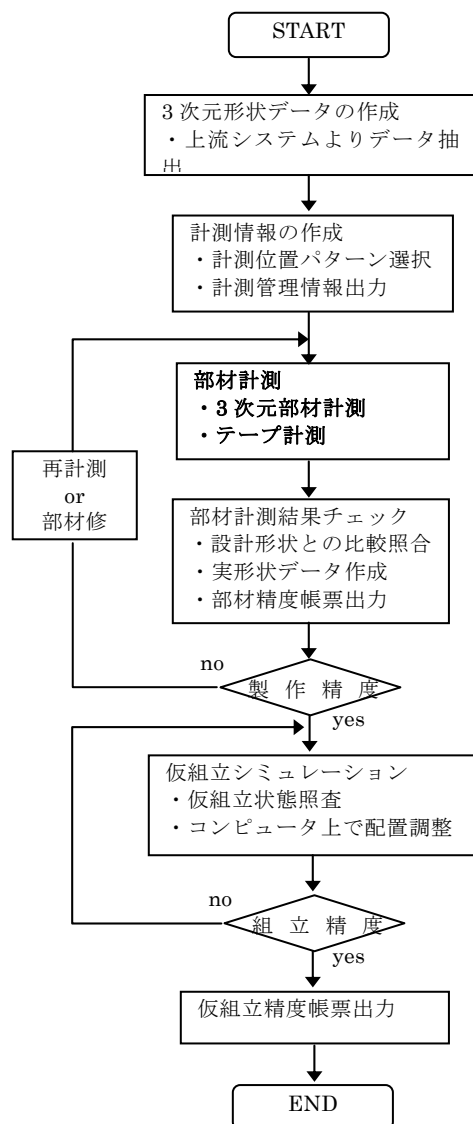 START
3 次元形状データの作成
・上流システムよりデータ抽
出
計測情報の作成
・計測位置パターン選択
・計測管理情報出力
部材計測
・3 次元部材計測
・テープ計測
再計測
or
部材修
部材計測結果チェック
・設計形状との比較照合
・実形状データ作成
・部材精度帳票出力
no
製 作 精 度
yes
仮組立シミュレーション
・仮組立状態照査
・コンピュータ上で配置調整
no
組 立 精 度
yes
仮組立精度帳票出力
END